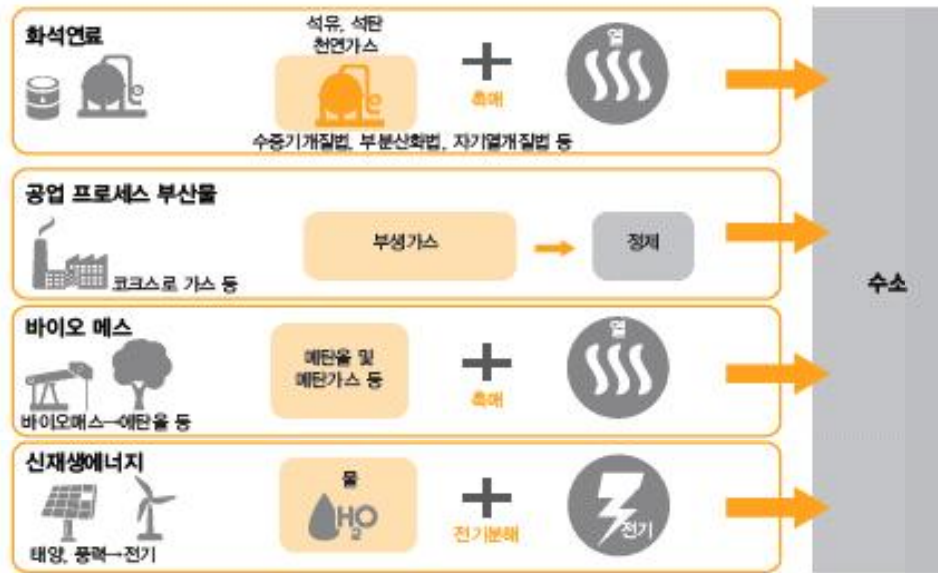 화석연료
석유, 석탄
천연가스
열
촉매
수증기개질법, 부분산화법, 자기열개질법 등
공업 프로세스 부산물
부생가스
정제
코크스로 가스 등
수소
바이오 메스
메탄올 및
메탄가스 등
열
촉매
바이오매스→에탄올 등
신재생에너지
물
H2O
전기분해
전기
태양, 풍력→전기